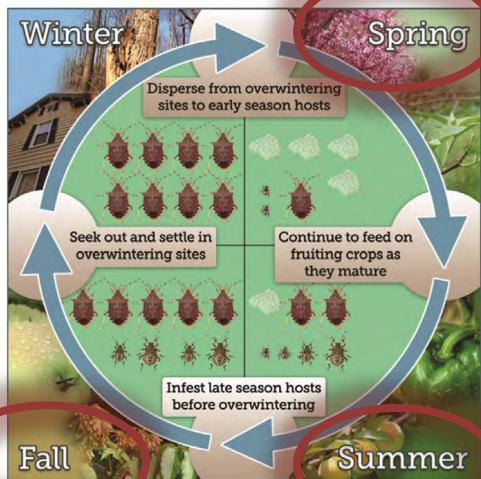 Winter
Spring
Disperse from overwintering
sites to early season hosts
Seek out and settle in
overwintering sites
Continue to feed on
fruiting crops as
they mature
Infest late season hosts
before overwintering
Fall
Summer